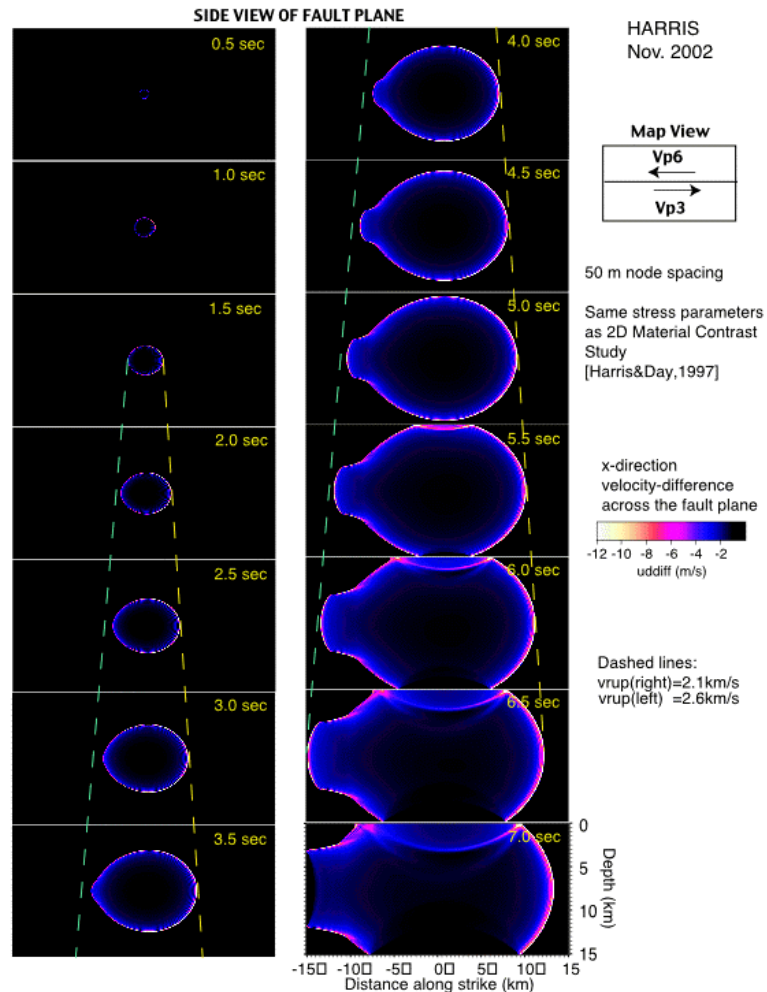 SIDE VIEW OF FAULT PLANE
0.5 sec
1.0 sec
1.5 sec
2.0 sec
2.5 sec
3.0 sec
3.5 sec
4.0 sec
4.5 sec
5.0 sec
5.5 sec
6.0 sec
6.5 sec
7.0 sec
0
5
10
15
Depth (km)
-15□ -10□ -5□ 0□ 5□ 10□ 15
Distance along strike (km)
HARRIS
Nov. 2002
Map View
Vp6
Vp3
50 m node spacing
Same stress parameters
as 2D Material Contrast
Study
[Harris&Day,1997]
x-direction
velocity-difference
across the fault plane
-12 -10 -8 -6 -4 -2
uddiff (m/s)
Dashed lines:
vrup(right)=2.1km/s
vrup(left) =2.6km/s